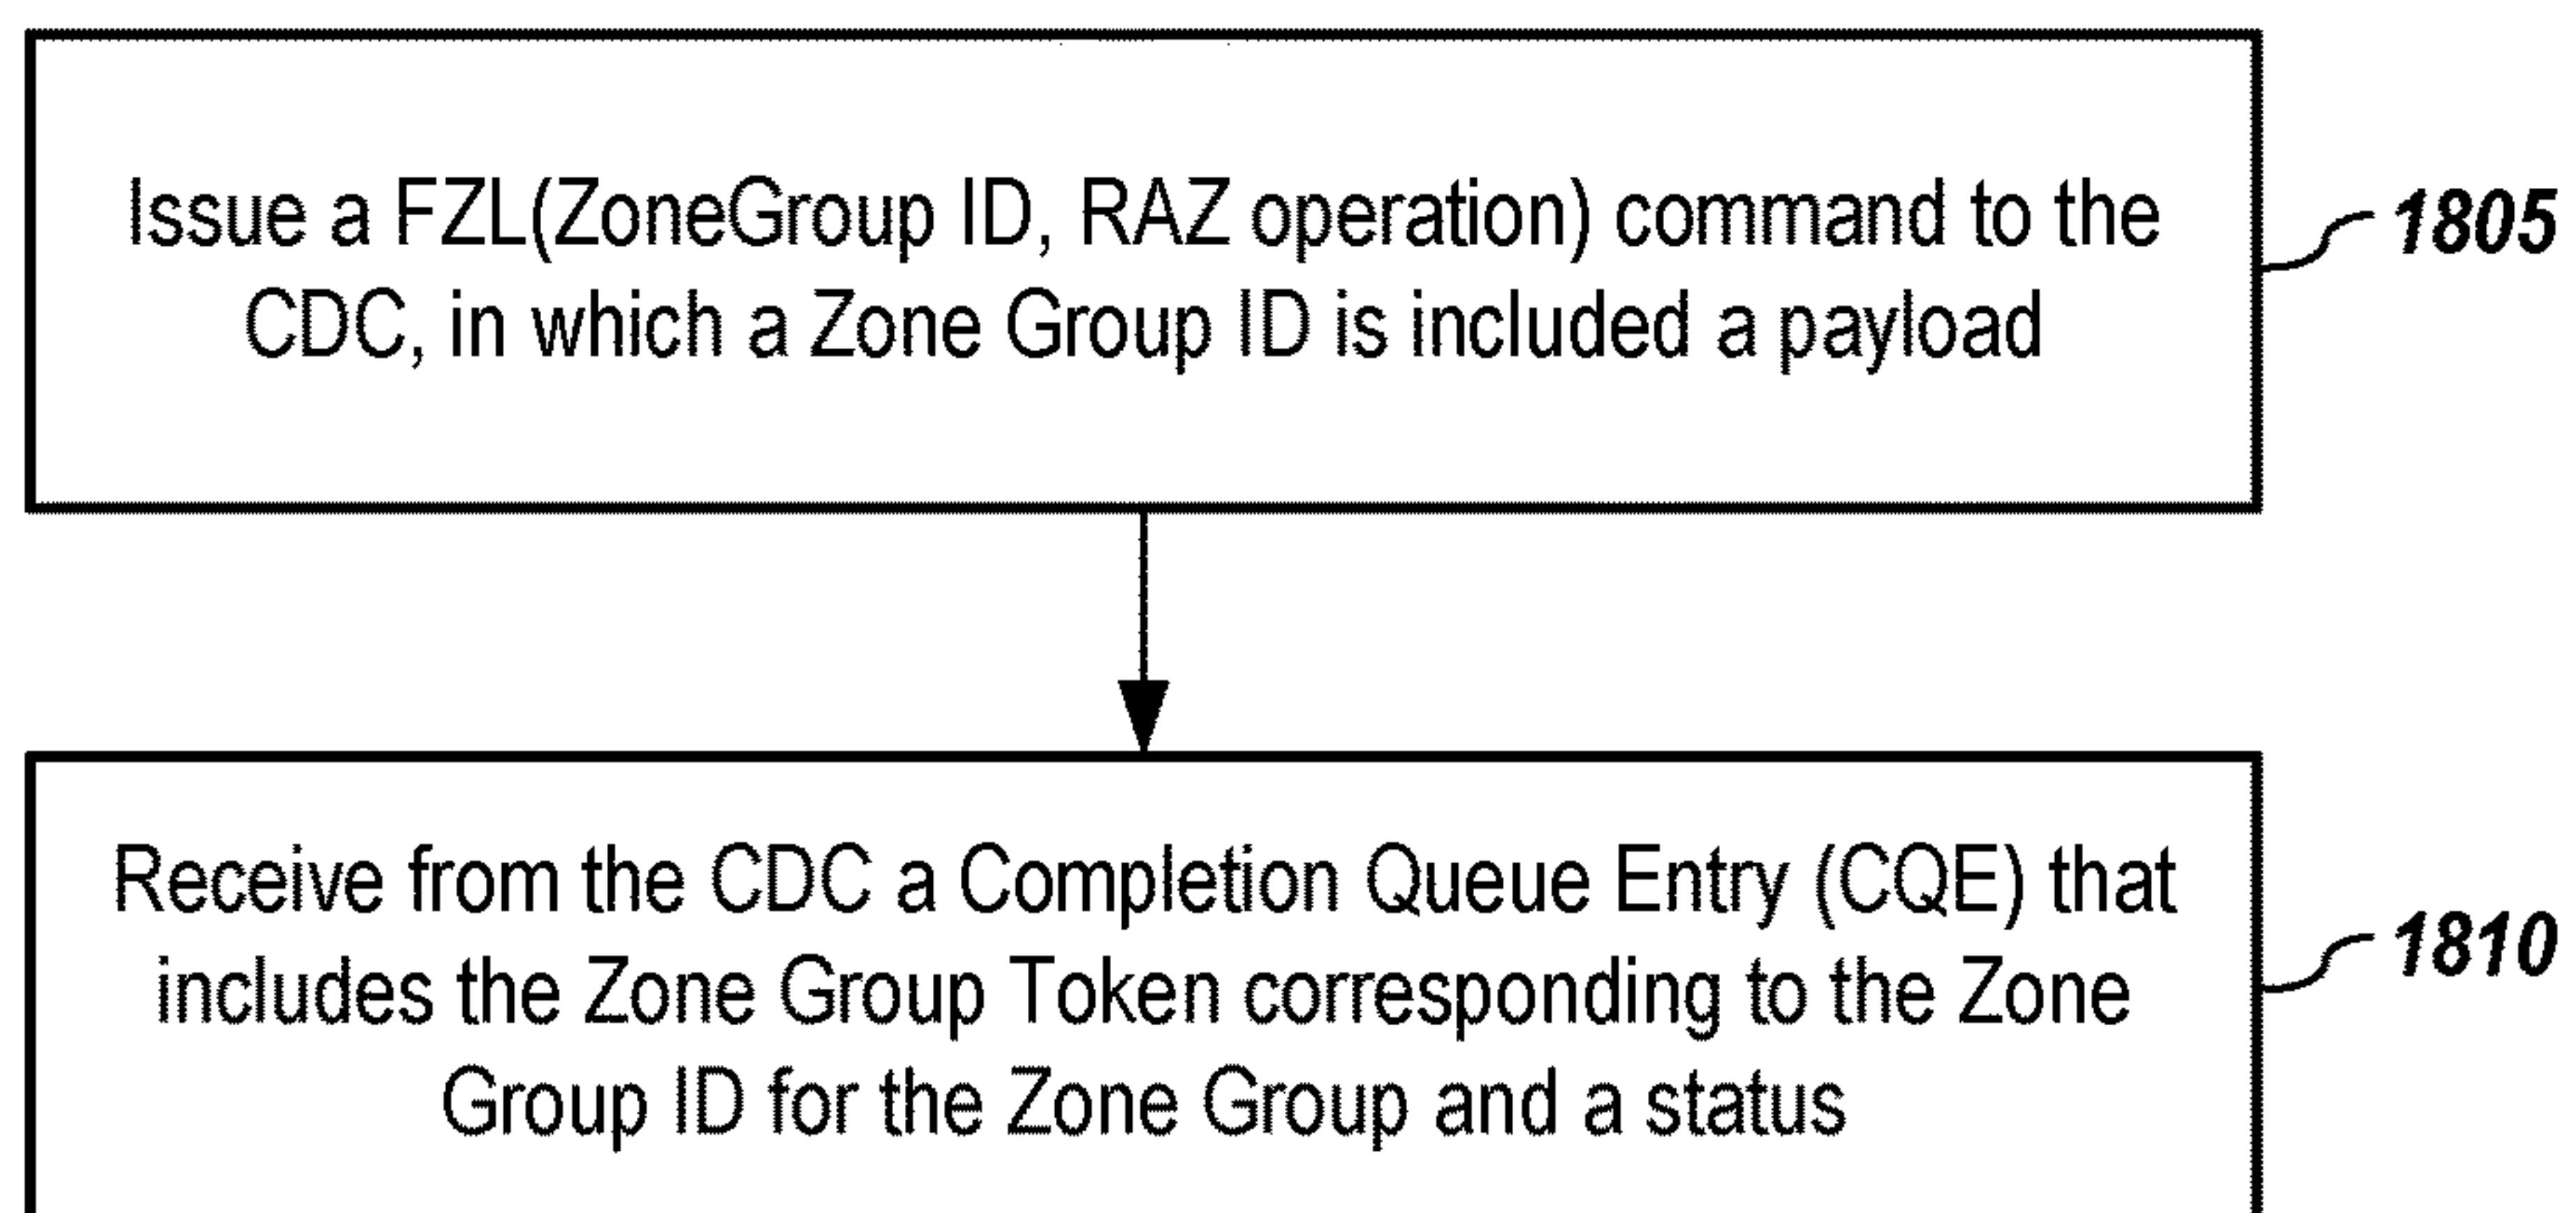 Issue a FZL(ZoneGroup ID, RAZ operation) command to the
CDC, in which a Zone Group ID is included a payload
1805
Receive from the CDC a Completion Queue Entry (CQE) that
includes the Zone Group Token corresponding to the Zone
Group ID for the Zone Group and a status
1810